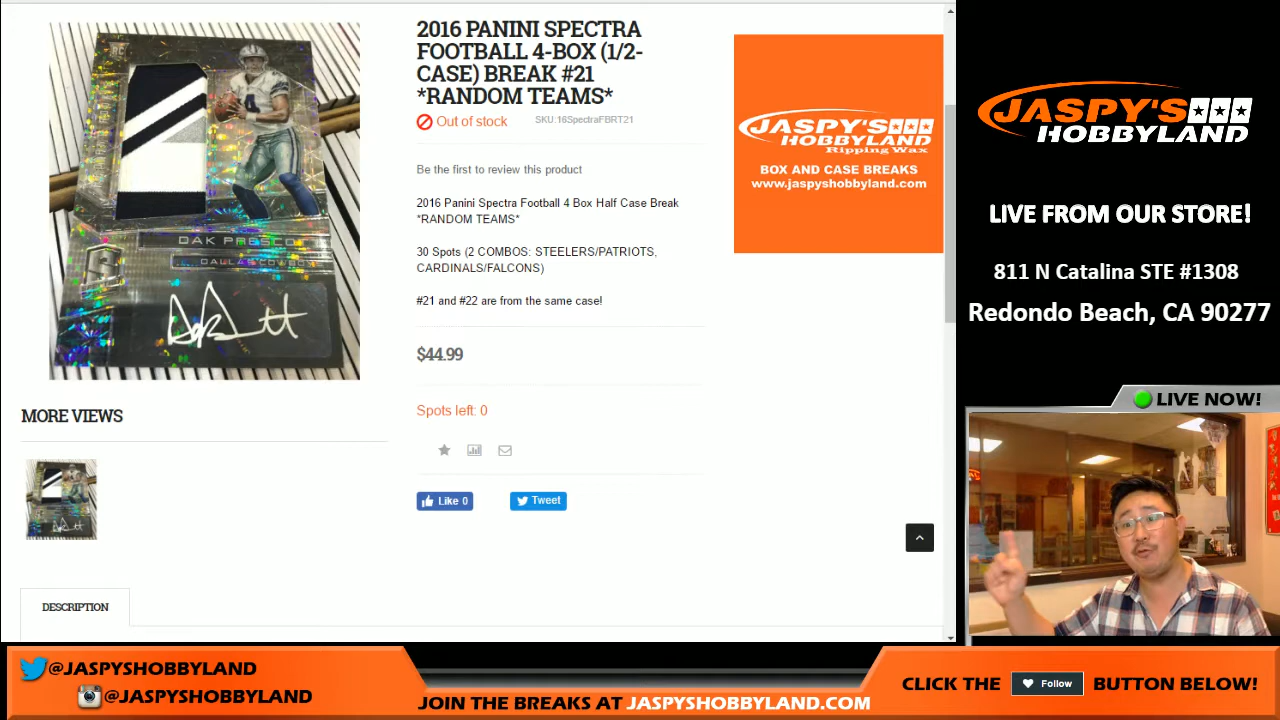 2016 PANINI SPECTRA
FOOTBALL 4-BOX (1/2-
CASE) BREAK #21
*RANDOM TEAMS*
Out of stock
SKU:16SpectraFBRT21
Be the first to review this product
2016 Panini Spectra Football 4 Box Half Case Break
*RANDOM TEAMS*
30 Spots (2 COMBOS: STEELERS/PATRIOTS,
CARDINALS/FALCONS)
#21 and #22 are from the same case!
$44.99
Spots left: 0
Like 0
Tweet
RC
DAK PRESCO
DALLAS COWBO
MORE VIEWS
DESCRIPTION
JASPY'S
HOBBYLAND
Ripping Wax
BOX AND CASE BREAKS
www.jaspyshobbyland.com
JASPY'S
HOBBYLAND
LIVE FROM OUR STORE!
811 N Catalina STE #1308
Redondo Beach, CA 90277
LIVE NOW!
@JASPYSHOBBYLAND
@JASPYSHOBBYLAND
JOIN THE BREAKS AT JASPYSHOBBYLAND.COM
CLICK THE Follow BUTTON BELOW!